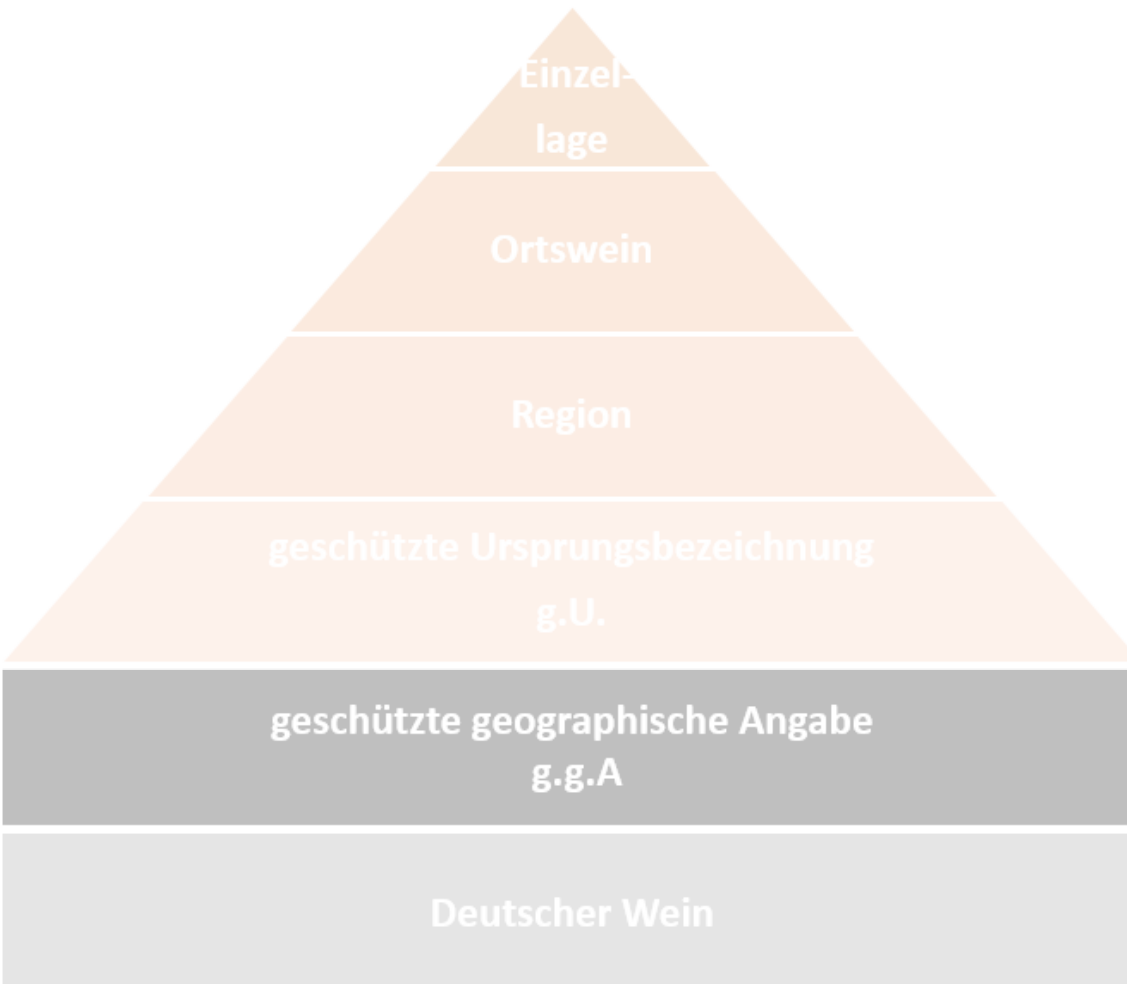 Einzel-
lage
Ortswein
Region
geschützte Ursprungsbezeichnung
g.U.
geschützte geographische Angabe
g.g.A
Deutscher Wein